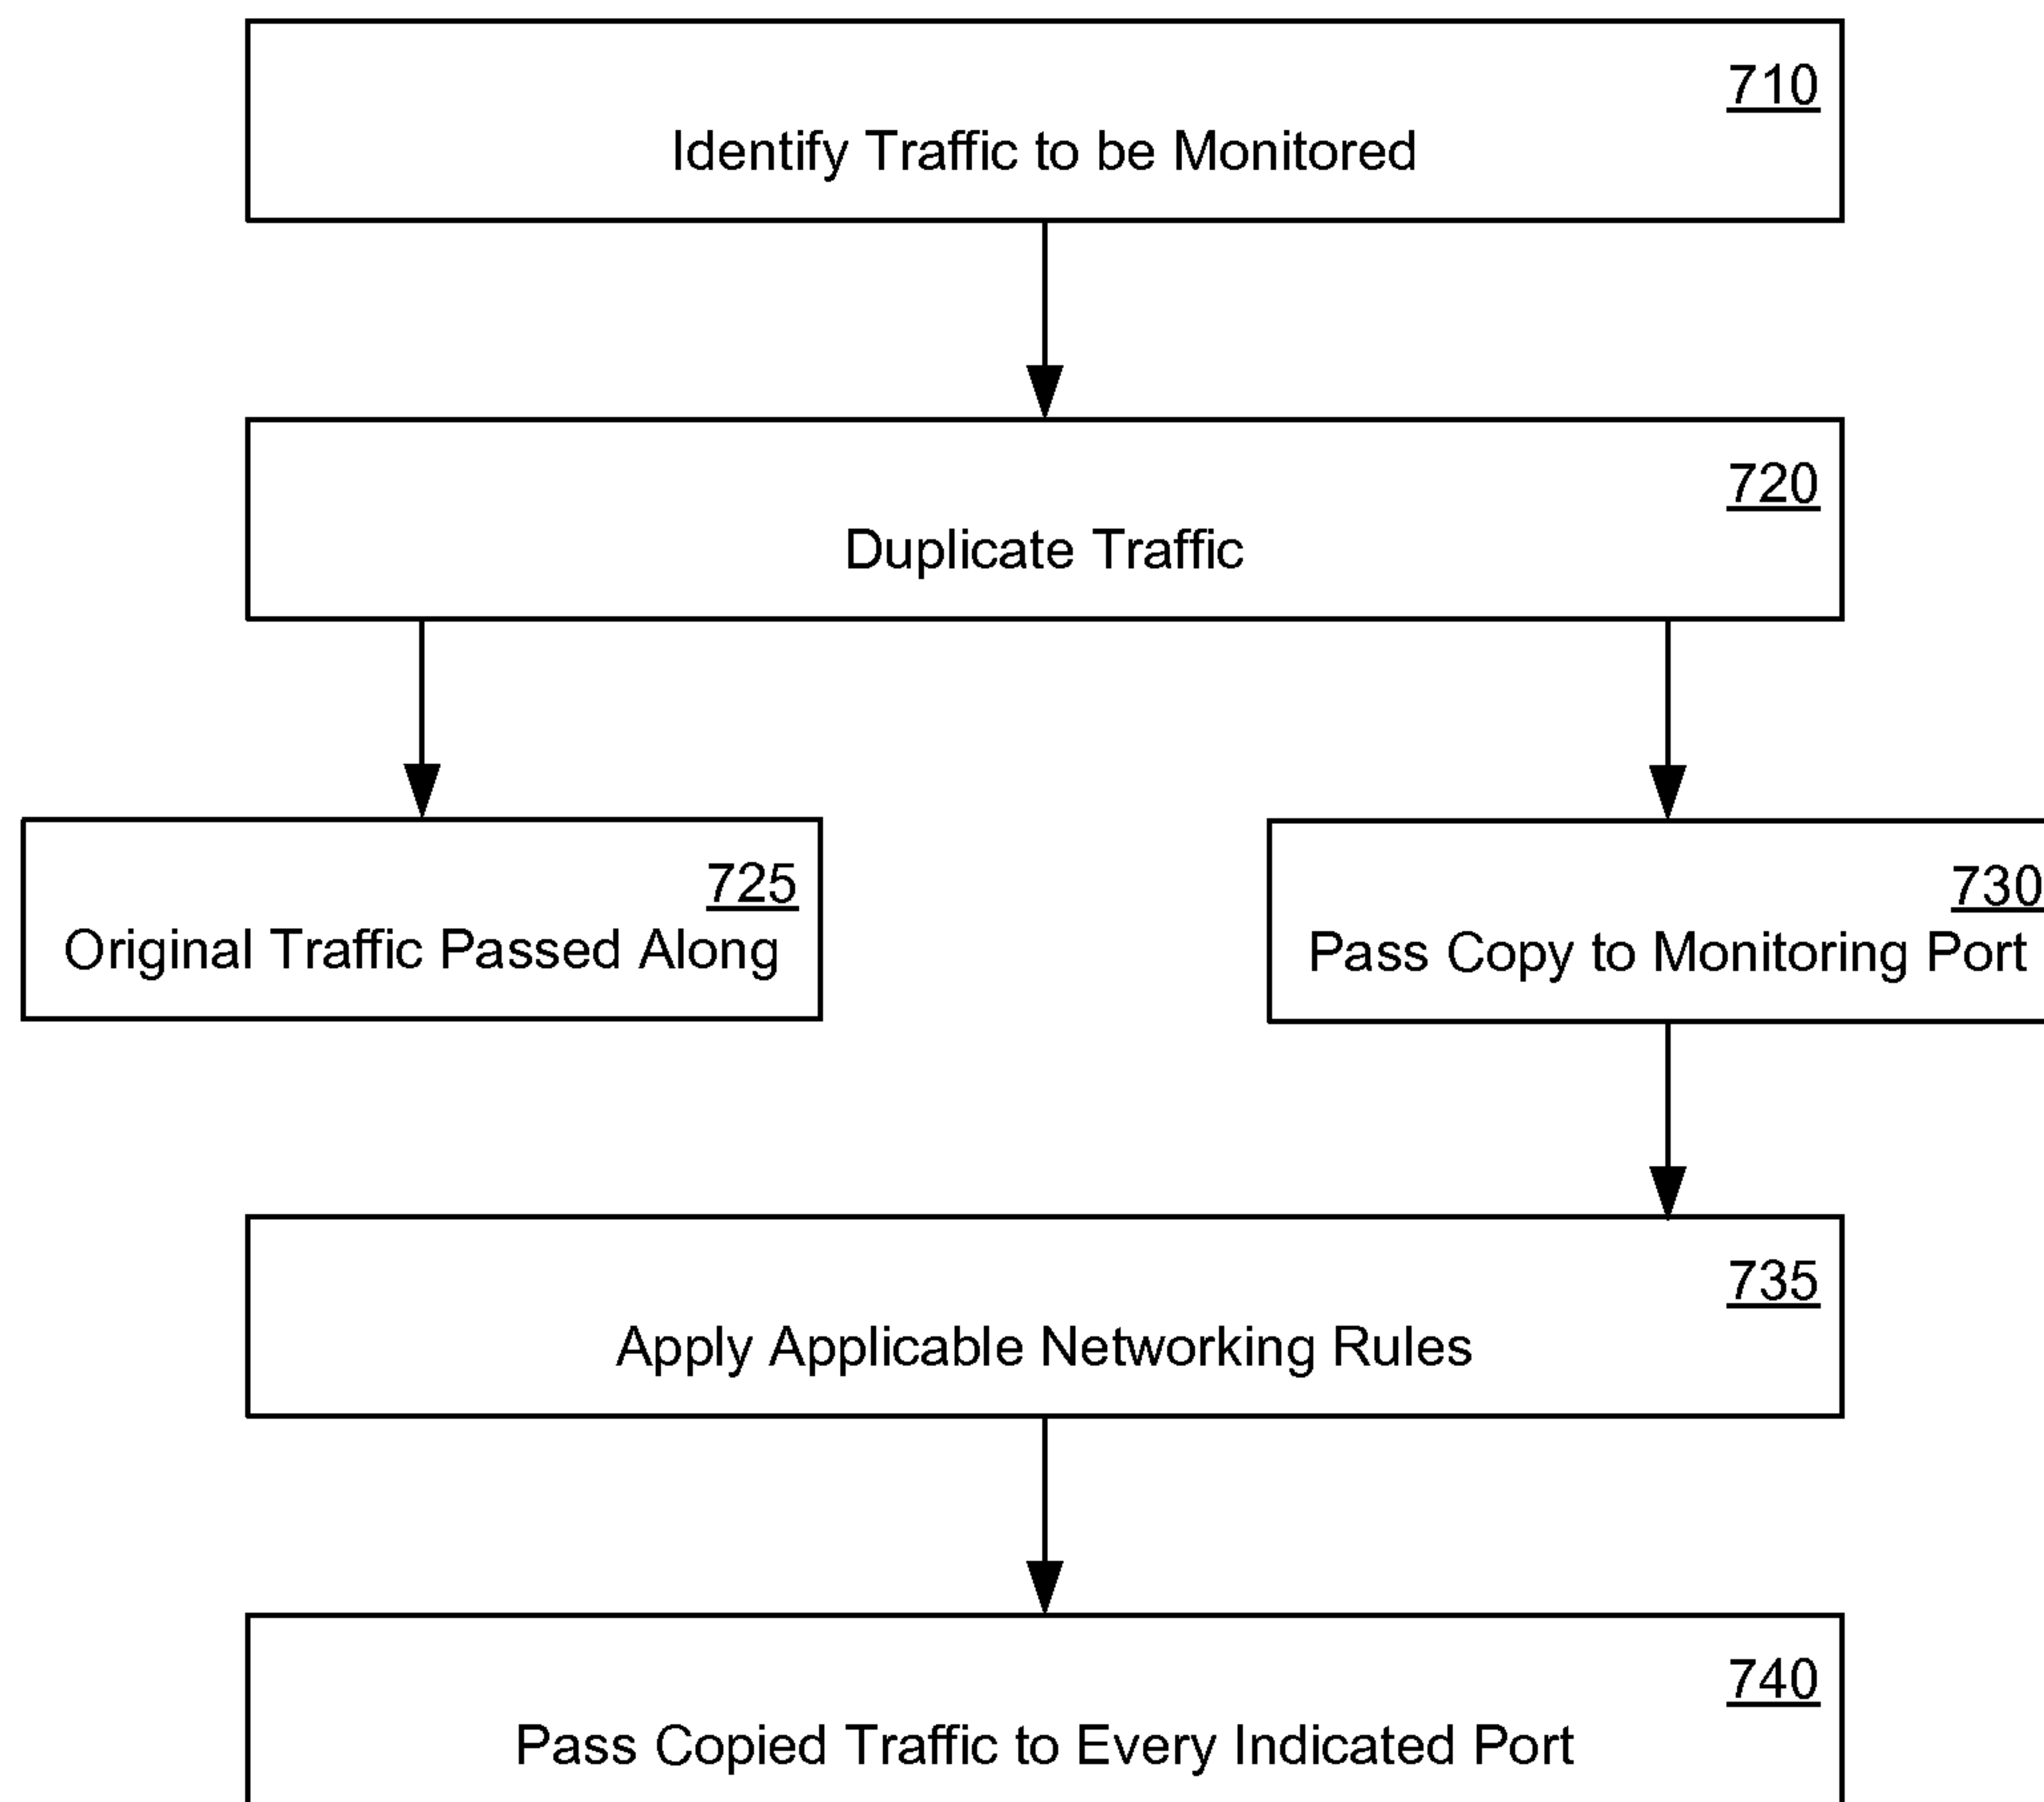 710
Identify Traffic to be Monitored
720
Duplicate Traffic
725
Original Traffic Passed Along
730
Pass Copy to Monitoring Port
735
Apply Applicable Networking Rules
740
Pass Copied Traffic to Every Indicated Port